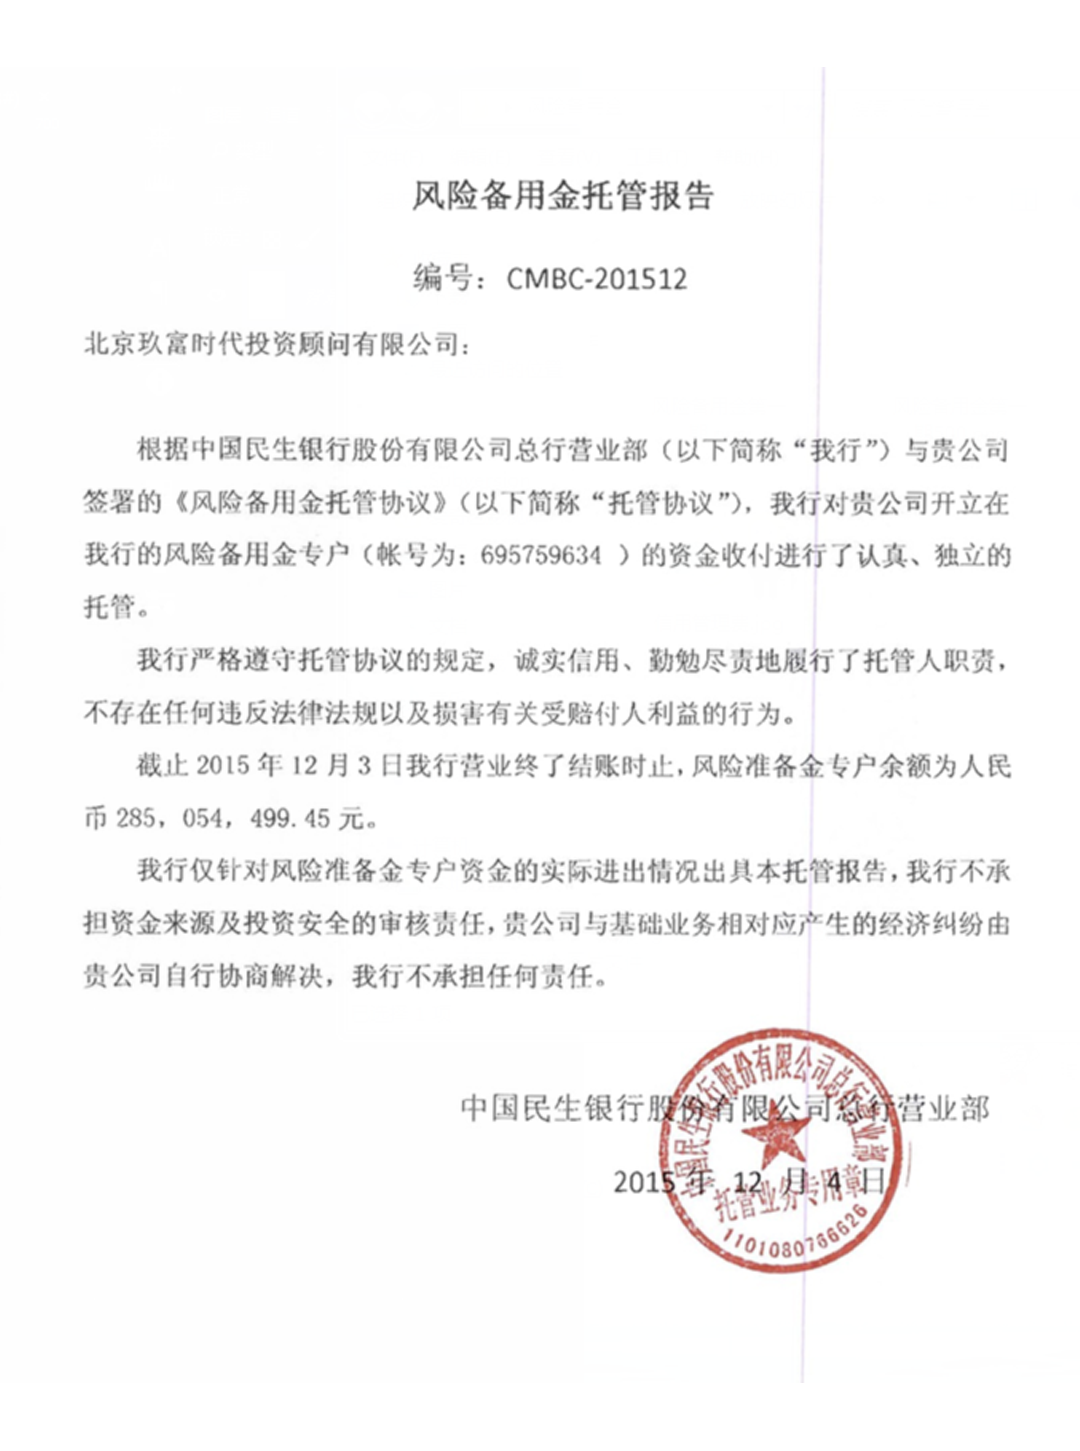 风险备用金托管报告
编号：CMBC-201512
北京玖富时代投资顾问有限公司：
根据中国民生银行股份有限公司总行营业部（以下简称“我行”）与贵公司
签署的《风险备用金托管协议》（以下简称“托管协议”），我行对贵公司开立在
我行的风险备用金专户（帐号为：695759634 ）的资金收付进行了认真、独立的
托管。
我行严格遵守托管协议的规定，诚实信用、勤勉尽责地履行了托管人职责，
不存在任何违反法律法规以及损害有关受赔付人利益的行为。
截止 2015 年 12 月 3 日我行营业终了结账时止，风险准备金专户余额为人民
币 285，054，499.45 元。
我行仅针对风险准备金专户资金的实际进出情况出具本托管报告，我行不承
担资金来源及投资安全的审核责任，贵公司与基础业务相对应产生的经济纠纷由
贵公司自行协商解决，我行不承担任何责任。
中国民生银行股份有限公司总行营业部
2015 年 12 月 4 日
中国民生银行股份有限公司总行营业部
托管业务专用章
1101080766626